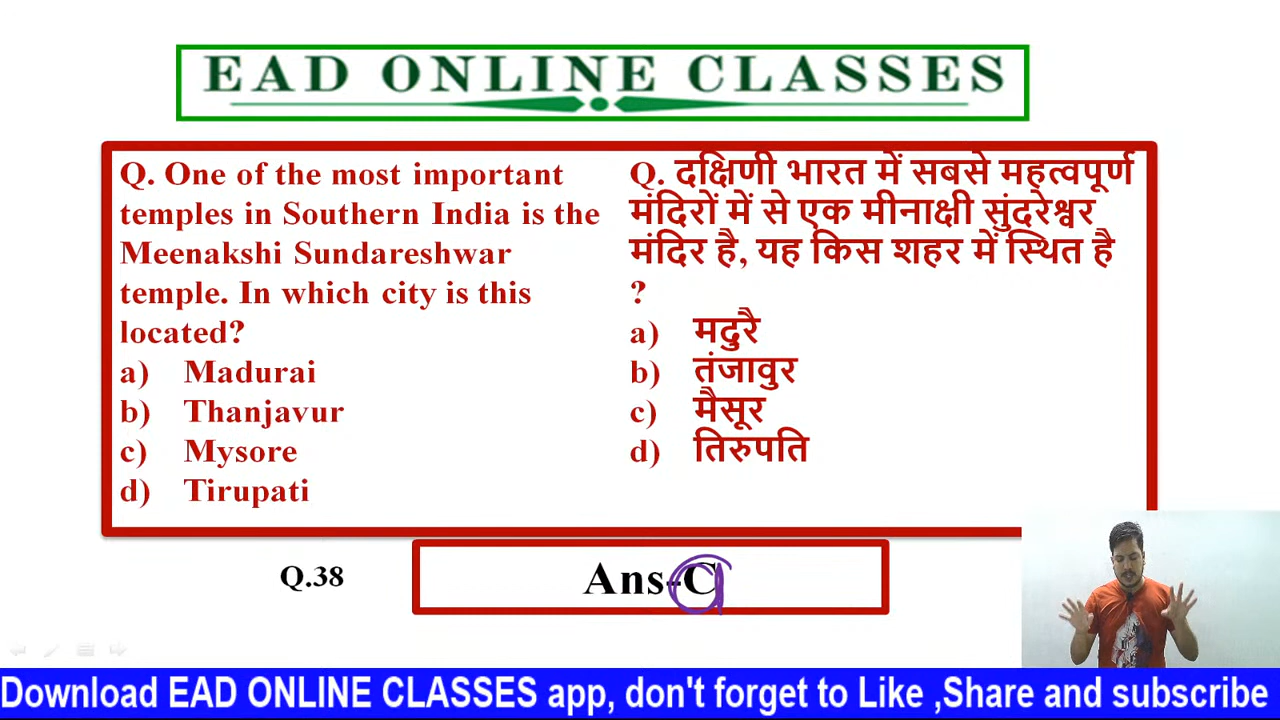 EAD ONLINE CLASSES
Q. One of the most important
temples in Southern India is the
Meenakshi Sundareshwar
temple. In which city is this
located?
a) Madurai
b) Thanjavur
c) Mysore
d) Tirupati
Q. दक्षिणी भारत में सबसे महत्वपूर्ण
मंदिरों में से एक मीनाक्षी सुंदरेश्वर
मंदिर है, यह किस शहर में स्थित है
?
a) मदुरै
b) तंजावुर
c) मैसूर
d) तिरुपति
Q.38
Ans-C
a
Download EAD ONLINE CLASSES app, don't forget to Like ,Share and subscribe